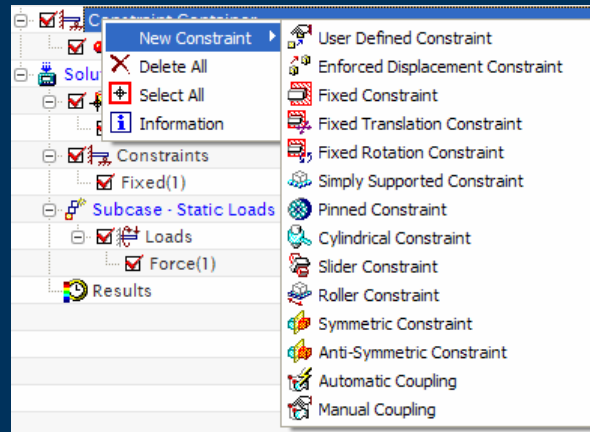 Constraint Container
New Constraint
Delete All
Select All
Information
Constraints
Fixed(1)
Subcase - Static Loads
Loads
Force(1)
Results
User Defined Constraint
Enforced Displacement Constraint
Fixed Constraint
Fixed Translation Constraint
Fixed Rotation Constraint
Simply Supported Constraint
Pinned Constraint
Cylindrical Constraint
Slider Constraint
Roller Constraint
Symmetric Constraint
Anti-Symmetric Constraint
Automatic Coupling
Manual Coupling